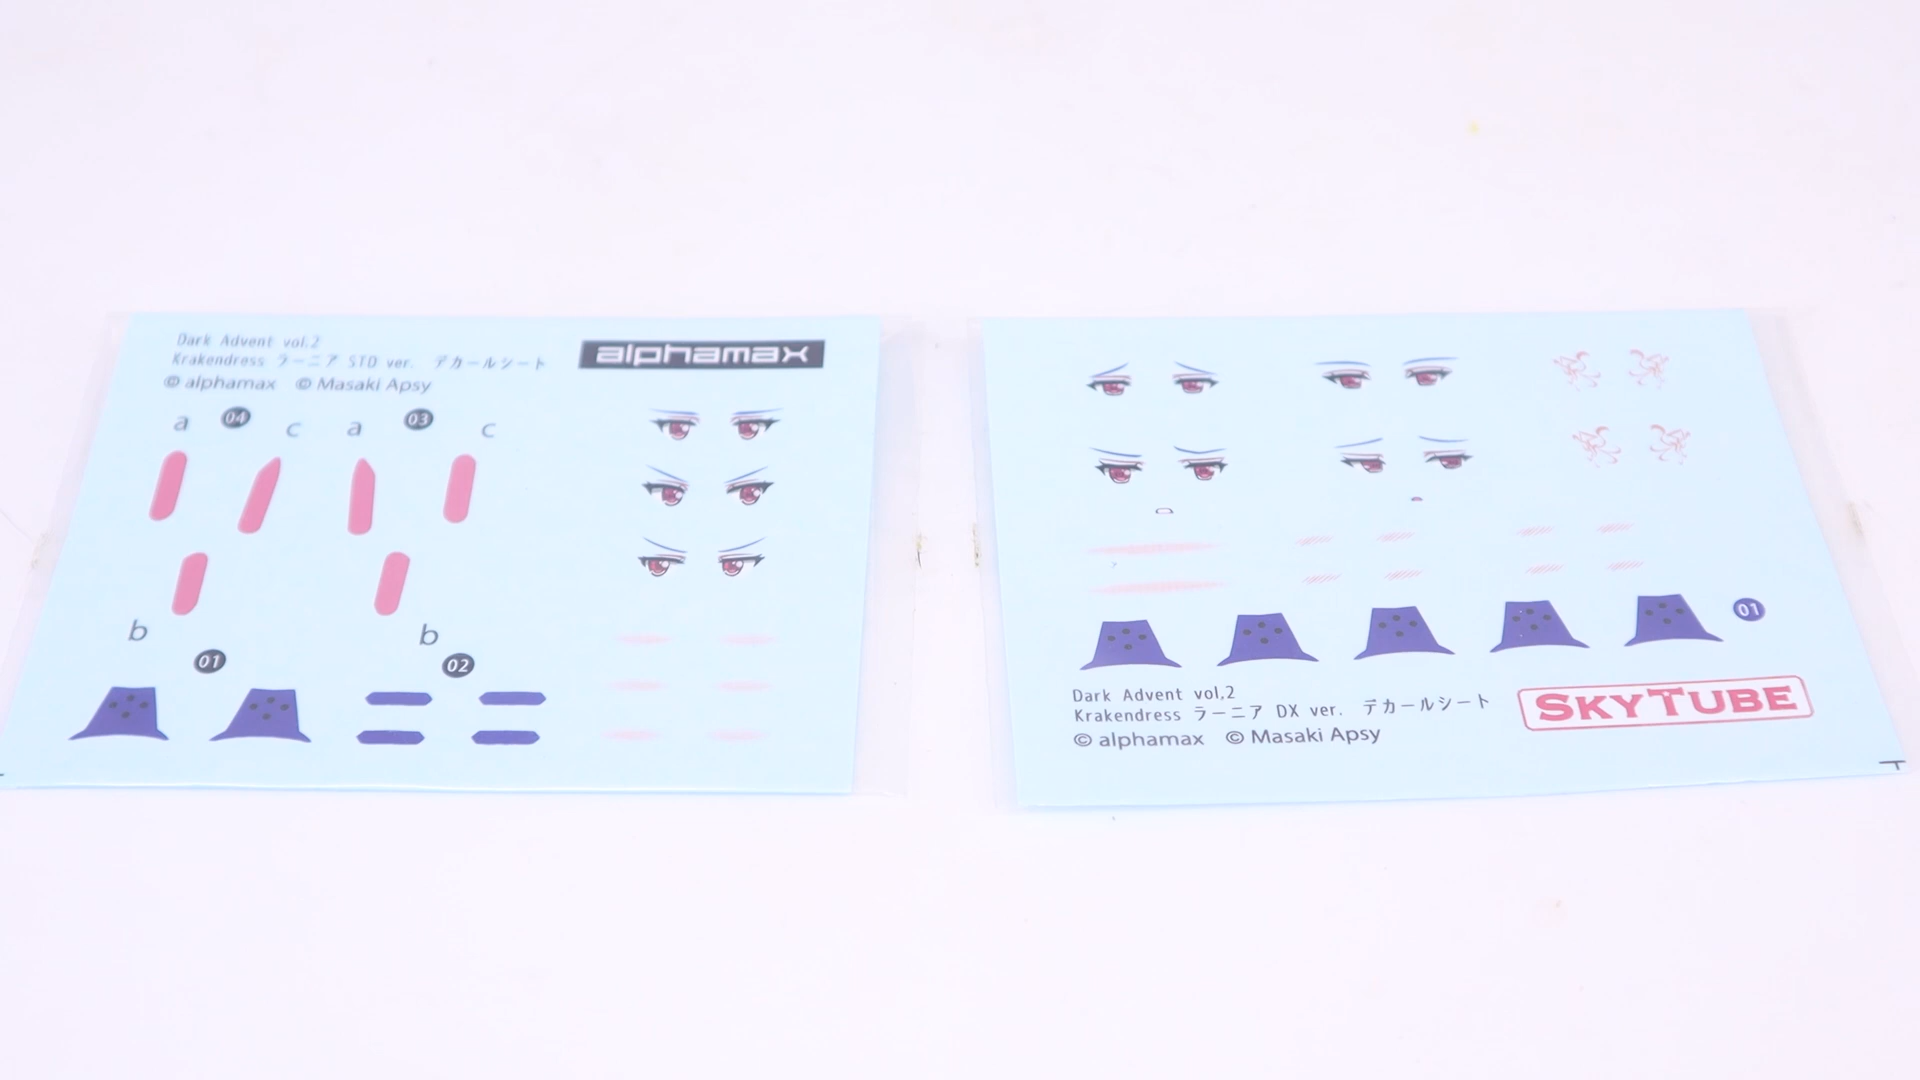 Dark Advent vol.2
Krakendress ラーニア STD ver. デカールシート
© alphamax © Masaki Apsy
alphamax
a 04 c a 03 c
b b
01 02
01
Dark Advent vol,2
Krakendress ラーニア DX ver. デカールシート
© alphamax © Masaki Apsy
SKYTUBE